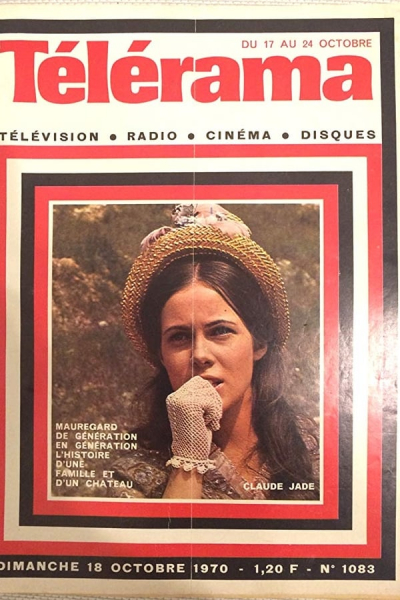 DU 17 AU 24 OCTOBRE
Télérama
TÉLÉVISION • RADIO • CINÉMA • DISQUES
MAUREGARD
DE GÉNÉRATION
EN GÉNÉRATION
L'HISTOIRE
D'UNE
FAMILLE ET
D'UN CHATEAU
CLAUDE JADE
DIMANCHE 18 OCTOBRE 1970 - 1,20 F - N° 1083